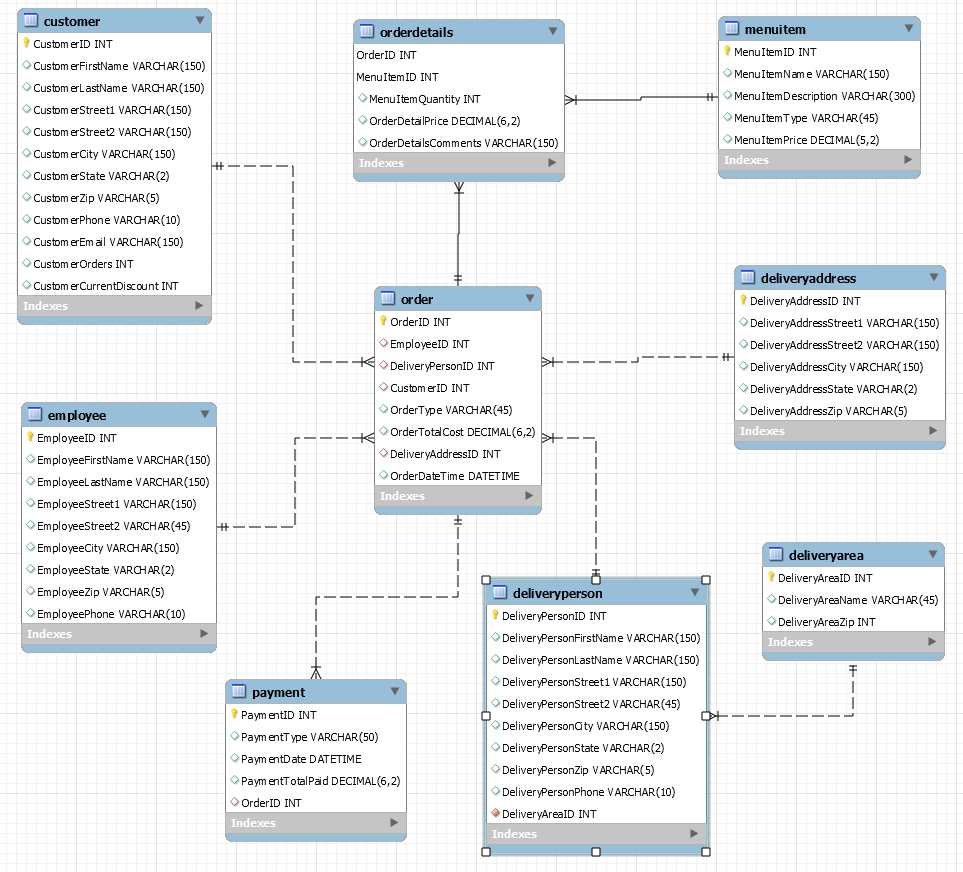 customer
CustomerID INT
CustomerFirstName VARCHAR(150)
CustomerLastName VARCHAR(150)
CustomerStreet1 VARCHAR(150)
CustomerStreet2 VARCHAR(150)
CustomerCity VARCHAR(150)
CustomerState VARCHAR(2)
CustomerZip VARCHAR(5)
CustomerPhone VARCHAR(10)
CustomerEmail VARCHAR(150)
CustomerOrders INT
CustomerCurrentDiscount INT
Indexes
orderdetails
OrderID INT
MenuItemID INT
MenuItemQuantity INT
OrderDetailPrice DECIMAL(6,2)
OrderDetailsComments VARCHAR(150)
Indexes
menuitem
MenuItemID INT
MenuItemName VARCHAR(150)
MenuItemDescription VARCHAR(300)
MenuItemType VARCHAR(45)
MenuItemPrice DECIMAL(5,2)
Indexes
order
OrderID INT
EmployeeID INT
DeliveryPersonID INT
CustomerID INT
OrderType VARCHAR(45)
OrderTotalCost DECIMAL(6,2)
DeliveryAddressID INT
OrderDateTime DATETIME
Indexes
deliveryaddress
DeliveryAddressID INT
DeliveryAddressStreet1 VARCHAR(150)
DeliveryAddressStreet2 VARCHAR(150)
DeliveryAddressCity VARCHAR(150)
DeliveryAddressState VARCHAR(2)
DeliveryAddressZip VARCHAR(5)
Indexes
employee
EmployeeID INT
EmployeeFirstName VARCHAR(150)
EmployeeLastName VARCHAR(150)
EmployeeStreet1 VARCHAR(150)
EmployeeStreet2 VARCHAR(45)
EmployeeCity VARCHAR(150)
EmployeeState VARCHAR(2)
EmployeeZip VARCHAR(5)
EmployeePhone VARCHAR(10)
Indexes
deliveryarea
DeliveryAreaID INT
DeliveryAreaName VARCHAR(45)
DeliveryAreaZip INT
Indexes
deliveryperson
DeliveryPersonID INT
DeliveryPersonFirstName VARCHAR(150)
DeliveryPersonLastName VARCHAR(150)
DeliveryPersonStreet1 VARCHAR(150)
DeliveryPersonStreet2 VARCHAR(45)
DeliveryPersonCity VARCHAR(150)
DeliveryPersonState VARCHAR(2)
DeliveryPersonZip VARCHAR(5)
DeliveryPersonPhone VARCHAR(10)
DeliveryAreaID INT
Indexes
payment
PaymentID INT
PaymentType VARCHAR(50)
PaymentDate DATETIME
PaymentTotalPaid DECIMAL(6,2)
OrderID INT
Indexes